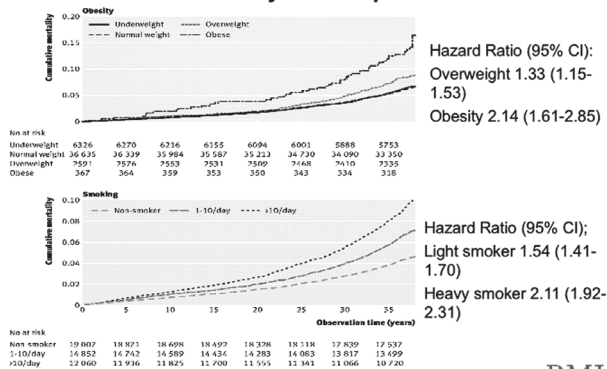 Obesity
Underweight
Overweight
Normal weight
Obese
Cumulative mortality
0.20
0.15
0.10
0.05
0
Hazard Ratio (95% CI):
Overweight 1.33 (1.15-
1.53)
Obesity 2.14 (1.61-2.85)
No at risk
Underweight 6326 6270 6216 6155 6094 6001 5888 5753
Normal weight 36 635 36 339 35 984 35 587 35 213 34 730 34 090 33 350
Overweight 2591 2576 2553 2531 2509 2468 2410 2335
Obese 367 364 359 353 350 343 334 318
Smoking
Non-smoker
1-10/day
>10/day
Cumulative mortality
0.10
0.08
0.06
0.04
0.02
0
0 5 10 15 20 25 30 35
Observation time (years)
Hazard Ratio (95% CI);
Light smoker 1.54 (1.41-
1.70)
Heavy smoker 2.11 (1.92-
2.31)
No at risk
Non smoker 19 002 18 871 18 698 18 492 18 328 18 118 17 839 17 537
1-10/day 14 852 14 742 14 589 14 434 14 283 14 083 13 817 13 499
>10/day 12 060 11 936 11 825 11 700 11 555 11 341 11 066 10 720